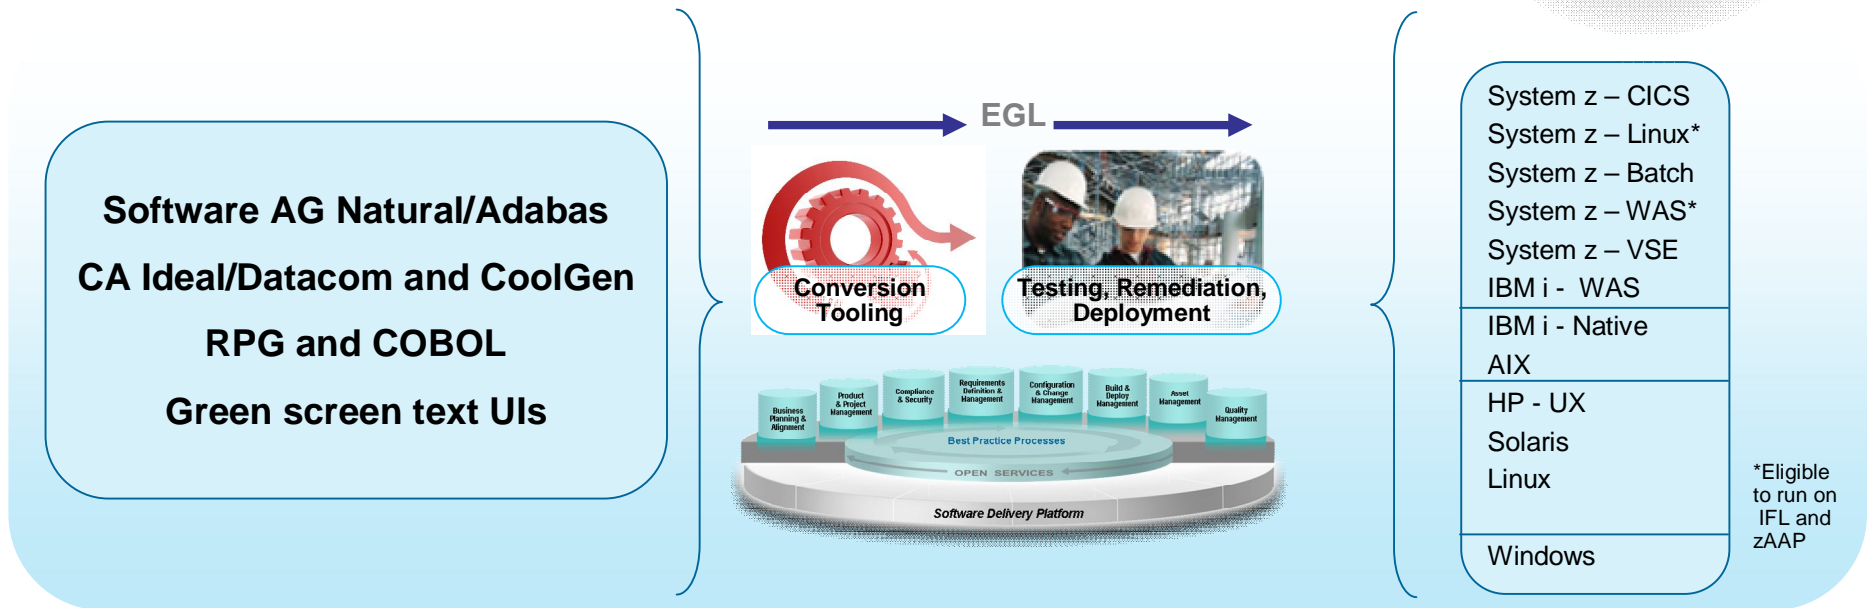 Software AG Natural/Adabas
CA Ideal/Datacom and CoolGen
RPG and COBOL
Green screen text UIs
EGL
Conversion
Tooling
Testing, Remediation,
Deployment
Business
Planning &
Alignment
Product
& Project
Management
Compliance
& Security
Requirements
Definition &
Management
Configuration
& Change
Management
Build &
Deploy
Management
Asset
Management
Quality
Management
Best Practice Processes
OPEN SERVICES
Software Delivery Platform
System z – CICS
System z – Linux*
System z – Batch
System z – WAS*
System z – VSE
IBM i - WAS
IBM i - Native
AIX
HP - UX
Solaris
Linux
Windows
*Eligible
to run on
IFL and
zAAP